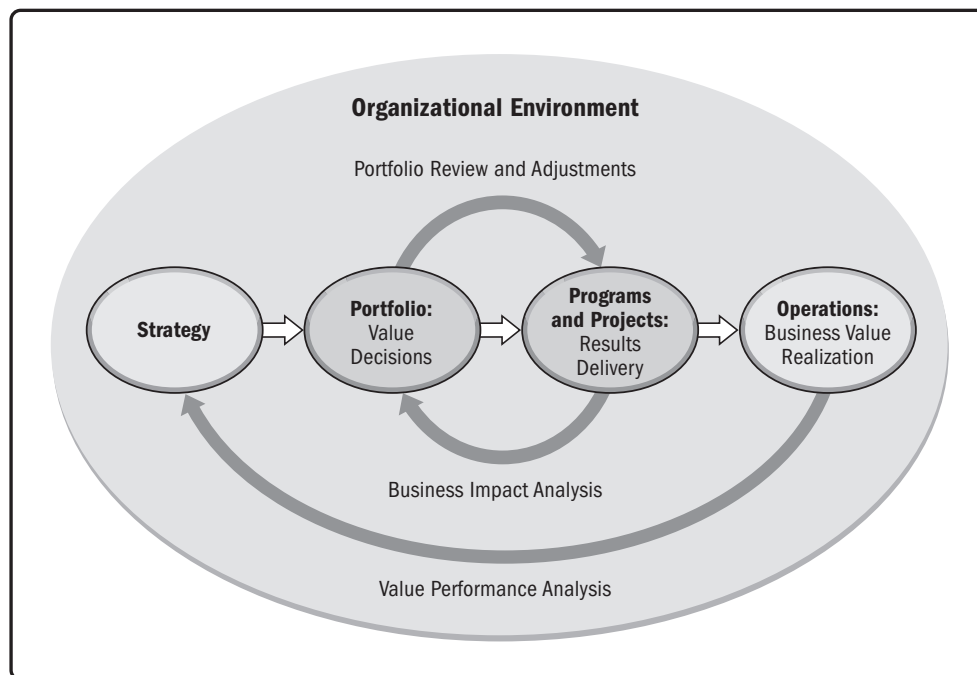 Organizational Environment
Portfolio Review and Adjustments
Strategy
Portfolio:
Value
Decisions
Programs
and Projects:
Results
Delivery
Operations:
Business Value
Realization
Business Impact Analysis
Value Performance Analysis